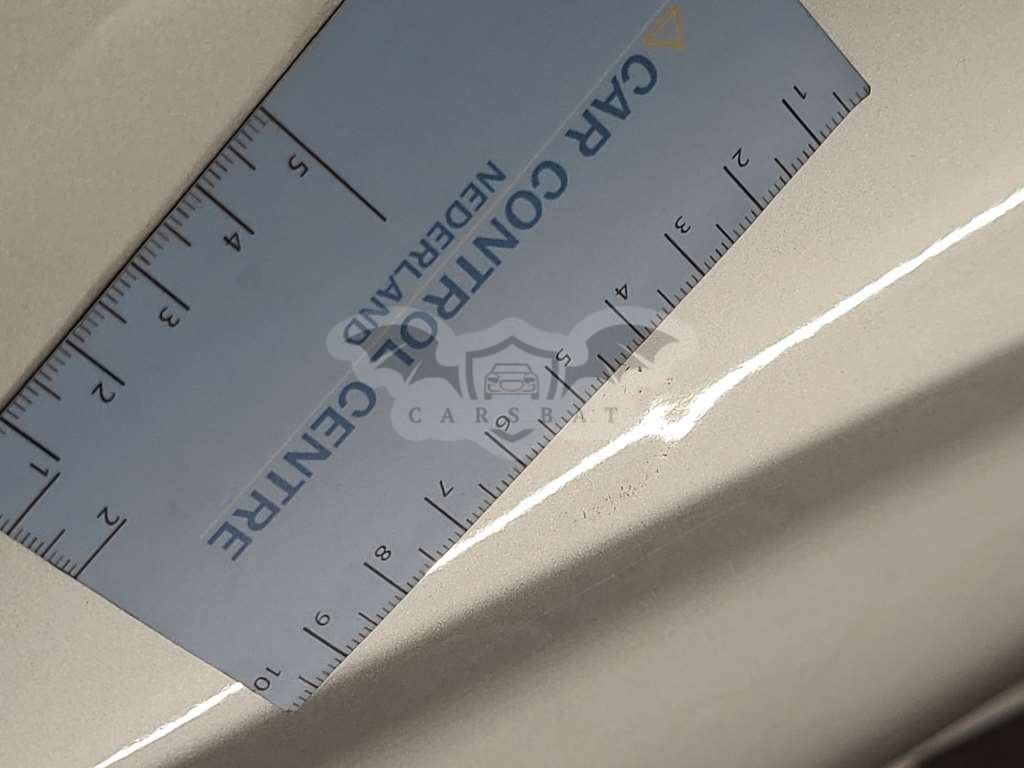 CAR CONTROL CENTRE
NEDERLAND
1 2 3 4 5 6 7 8 9 10
5 4 3 2 1
2
CARSBAT